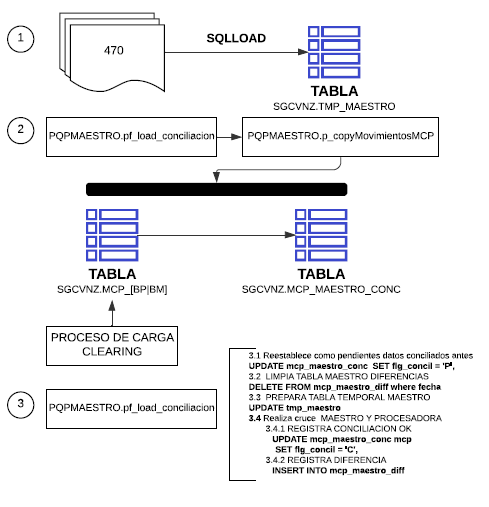 1
470
SQLLOAD
TABLA
SGCVNZ.TMP_MAESTRO
2
PQPMAESTRO.pf_load_conciliacion
PQPMAESTRO.p_copyMovimientosMCP
TABLA
SGCVNZ.MCP_[BP|BM]
TABLA
SGCVNZ.MCP_MAESTRO_CONC
PROCESO DE CARGA
CLEARING
3
PQPMAESTRO.pf_load_conciliacion
3.1 Reestablece como pendientes datos conciliados antes
UPDATE mcp_maestro_conc SET flg_concil = 'P',
3.2 LIMPIA TABLA MAESTRO DIFERENCIAS
DELETE FROM mcp_maestro_diff where fecha
3.3 PREPARA TABLA TEMPORAL MAESTRO
UPDATE tmp_maestro
3.4 Realiza cruce MAESTRO Y PROCESADORA
3.4.1 REGISTRA CONCILIACION OK
UPDATE mcp_maestro_conc mcp
SET flg_concil = 'C',
3.4.2 REGISTRA DIFERENCIA
INSERT INTO mcp_maestro_diff